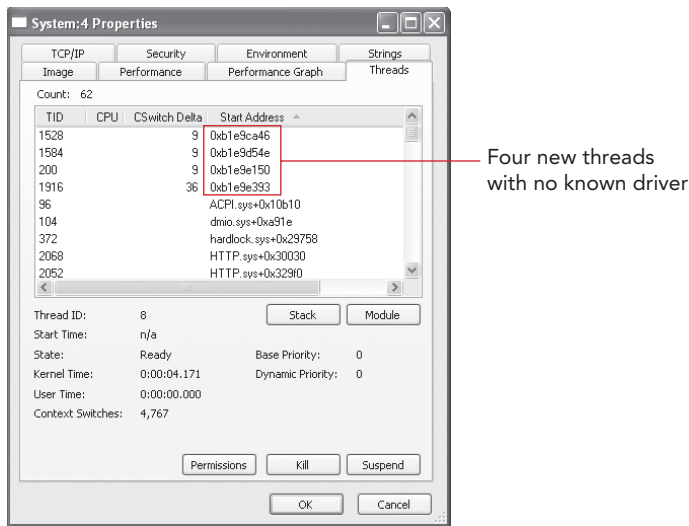 System:4 Properties
TCP/IP Security Environment Strings
Image Performance Performance Graph Threads
Count: 62
TID CPU CSwitch Delta Start Address
1528 9 0xb1e9ca46
1584 9 0xb1e9d54e
200 9 0xb1e9e150
1916 36 0xb1e9e393
96 ACPI.sys+0x10b10
104 dmio.sys+0xa91e
372 hardlock.sys+0x29758
2068 HTTP.sys+0x30030
2052 HTTP.sys+0x329f0
Four new threads
with no known driver
Thread ID: 8 Stack Module
Start Time: n/a
State: Ready Base Priority: 0
Kernel Time: 0:00:04.171 Dynamic Priority: 0
User Time: 0:00:00.000
Context Switches: 4,767
Permissions Kill Suspend
OK Cancel